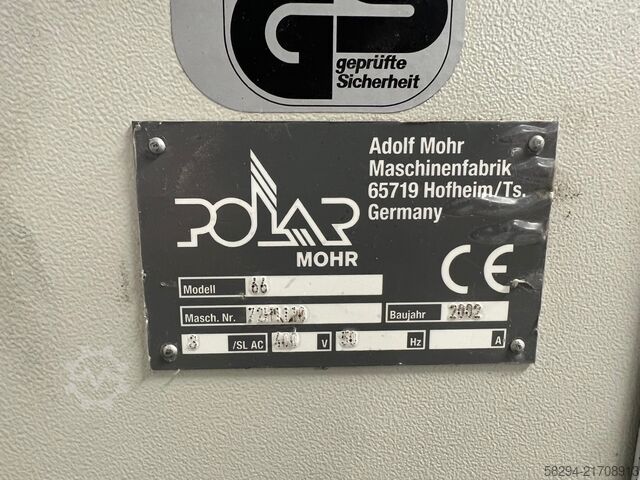 GS
geprüfte
Sicherheit
Adolf Mohr
Maschinenfabrik
65719 Hofheim/Ts.
Germany
POLAR
MOHR
CE
Modell 66
Masch. Nr.
Baujahr 2002
3 /SL AC 400 V 50 Hz A
58294-21708913